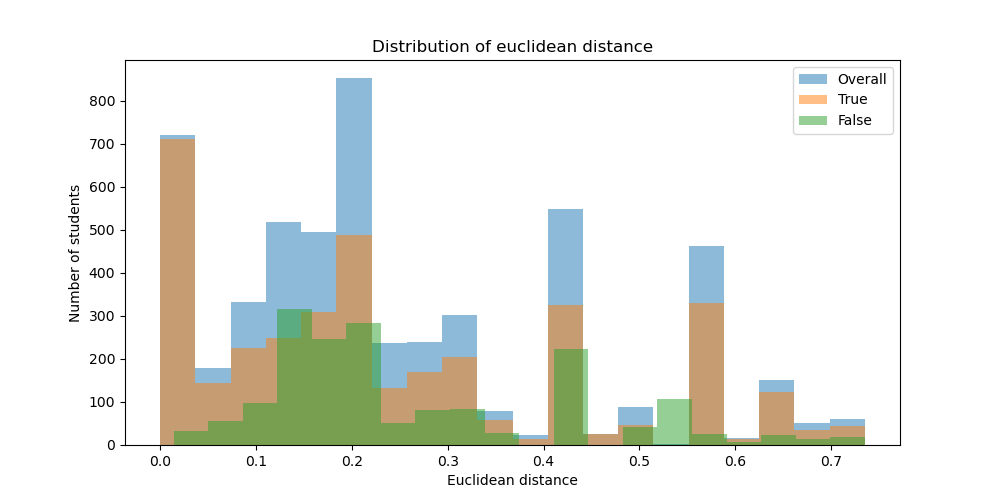 Distribution of euclidean distance
Overall
True
False
Number of students
800
700
600
500
400
300
200
100
0
0.0 0.1 0.2 0.3 0.4 0.5 0.6 0.7
Euclidean distance